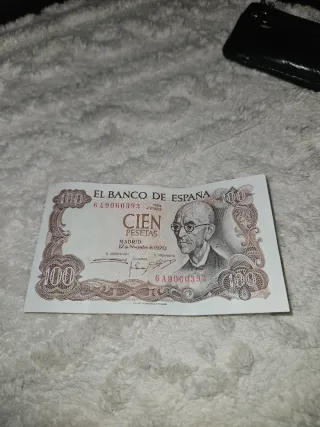 100 EL BANCO DE ESPAÑA 100
6A9060393
CIEN
PESETAS
MADRID
17 de Noviembre de 1970
6A9060393
100 100